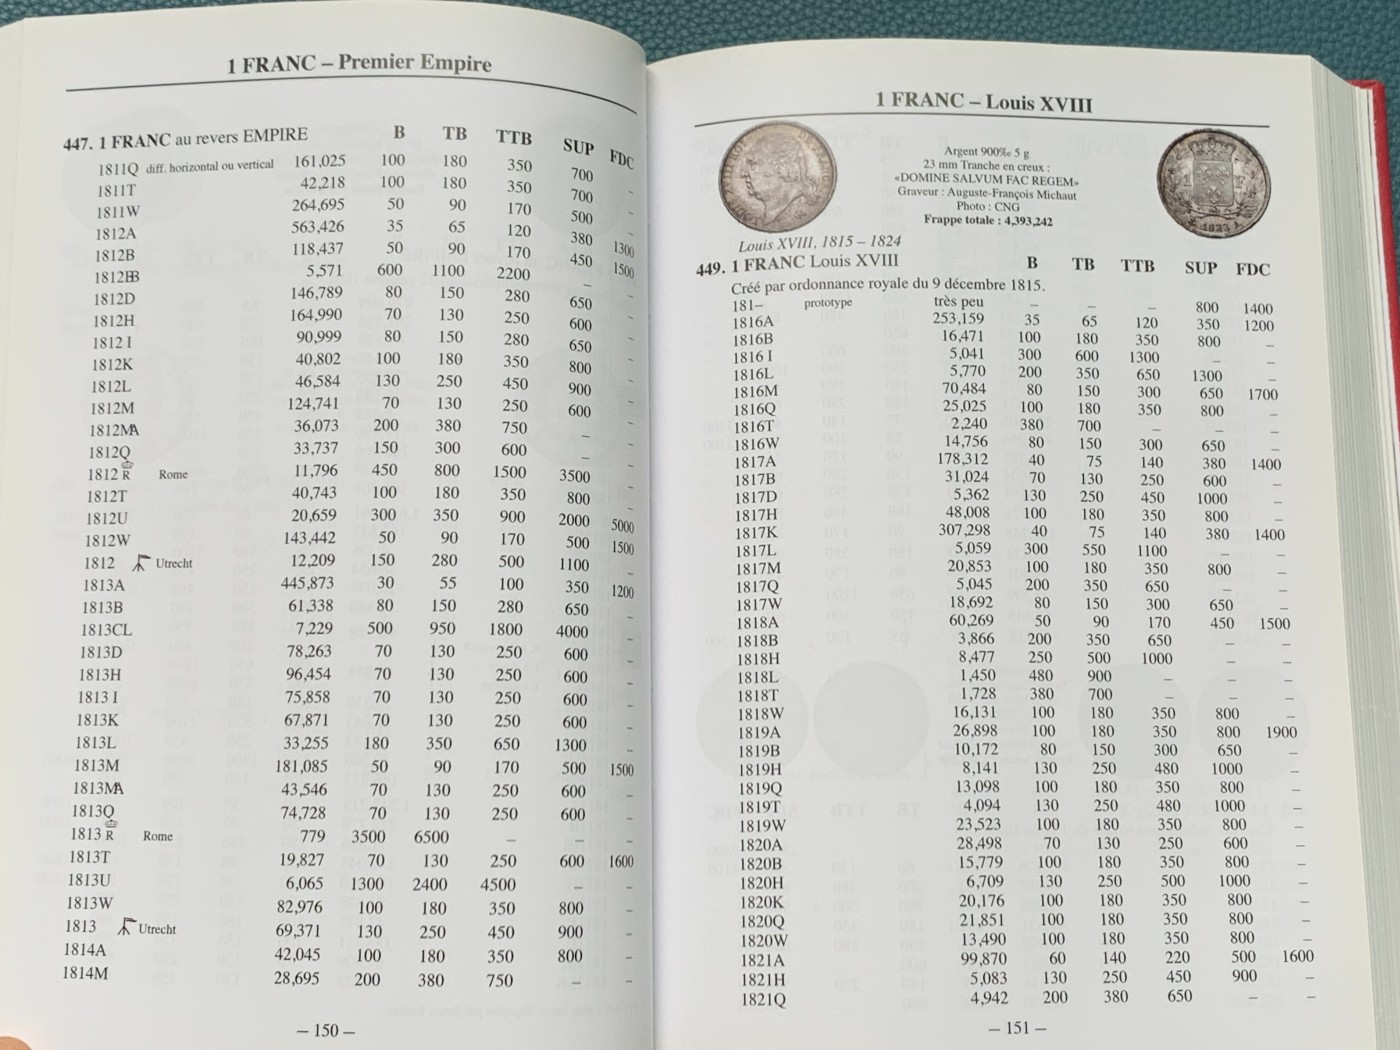 1 FRANC – Premier Empire
447. 1 FRANC au revers EMPIRE B TB TTB SUP FDC
1811Q diff. horizontal ou vertical 161,025 100 180 350 700 –
1811T 42,218 100 180 350 700 –
1811W 264,695 50 90 170 500 –
1812A 563,426 35 65 120 380 1300
1812B 118,437 50 90 170 450 1500
1812BB 5,571 600 1100 2200 – –
1812D 146,789 80 150 280 650 –
1812H 164,990 70 130 250 600 –
1812 I 90,999 80 150 280 650 –
1812K 40,802 100 180 350 800 –
1812L 46,584 130 250 450 900 –
1812M 124,741 70 130 250 600 –
1812MA 36,073 200 380 750 – –
1812Q 33,737 150 300 600 – –
1812 R Rome 11,796 450 800 1500 3500 –
1812T 40,743 100 180 350 800 –
1812U 20,659 300 350 900 2000 5000
1812W 143,442 50 90 170 500 1500
1812 Utrecht 12,209 150 280 500 1100 –
1813A 445,873 30 55 100 350 1200
1813B 61,338 80 150 280 650 –
1813CL 7,229 500 950 1800 4000 –
1813D 78,263 70 130 250 600 –
1813H 96,454 70 130 250 600 –
1813 I 75,858 70 130 250 600 –
1813K 67,871 70 130 250 600 –
1813L 33,255 180 350 650 1300 –
1813M 181,085 50 90 170 500 1500
1813MA 43,546 70 130 250 600 –
1813Q 74,728 70 130 250 600 –
1813 R Rome 779 3500 6500 – – –
1813T 19,827 70 130 250 600 1600
1813U 6,065 1300 2400 4500 – –
1813W 82,976 100 180 350 800 –
1813 Utrecht 69,371 130 250 450 900 –
1814A 42,045 100 180 350 800 –
1814M 28,695 200 380 750 – –
– 150 –
1 FRANC – Louis XVIII
Argent 900‰ 5 g
23 mm Tranche en creux :
«DOMINE SALVUM FAC REGEM»
Graveur : Auguste-François Michaut
Photo : CNG
Frappe totale : 4,393,242
1 F
1823 A
Louis XVIII, 1815 – 1824
449. 1 FRANC Louis XVIII B TB TTB SUP FDC
Créé par ordonnance royale du 9 décembre 1815.
181– prototype très peu – – – 800 1400
1816A 253,159 35 65 120 350 1200
1816B 16,471 100 180 350 800 –
1816 I 5,041 300 600 1300 – –
1816L 5,770 200 350 650 1300 –
1816M 70,484 80 150 300 650 1700
1816Q 25,025 100 180 350 800 –
1816T 2,240 380 700 – – –
1816W 14,756 80 150 300 650 –
1817A 178,312 40 75 140 380 1400
1817B 31,024 70 130 250 600 –
1817D 5,362 130 250 450 1000 –
1817H 48,008 100 180 350 800 –
1817K 307,298 40 75 140 380 1400
1817L 5,059 300 550 1100 – –
1817M 20,853 100 180 350 800 –
1817Q 5,045 200 350 650 – –
1817W 18,692 80 150 300 650 –
1818A 60,269 50 90 170 450 1500
1818B 3,866 200 350 650 – –
1818H 8,477 250 500 1000 – –
1818L 1,450 480 900 – – –
1818T 1,728 380 700 – – –
1818W 16,131 100 180 350 800 –
1819A 26,898 100 180 350 800 1900
1819B 10,172 80 150 300 650 –
1819H 8,141 130 250 480 1000 –
1819Q 13,098 100 180 350 800 –
1819T 4,094 130 250 480 1000 –
1819W 23,523 100 180 350 800 –
1820A 28,498 70 130 250 600 –
1820B 15,779 100 180 350 800 –
1820H 6,709 130 250 500 1000 –
1820K 20,176 100 180 350 800 –
1820Q 21,851 100 180 350 800 –
1820W 13,490 100 180 350 800 –
1821A 99,870 60 140 220 500 1600
1821H 5,083 130 250 450 900 –
1821Q 4,942 200 380 650 – –
– 151 –